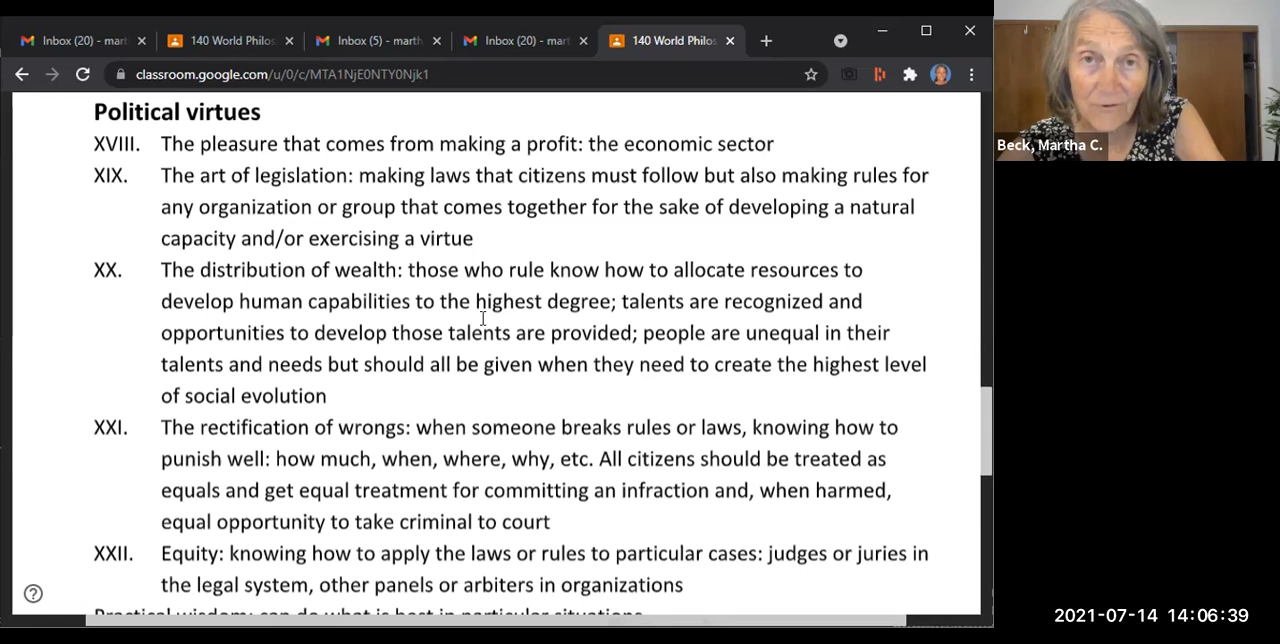 Inbox (20) - mart
140 World Philos
Inbox (5) - marth
Inbox (20) - mart
140 World Philos
classroom.google.com/u/0/c/MTA1NjE0NTY0Njk1
Political virtues
XVIII. The pleasure that comes from making a profit: the economic sector
XIX. The art of legislation: making laws that citizens must follow but also making rules for
any organization or group that comes together for the sake of developing a natural
capacity and/or exercising a virtue
XX. The distribution of wealth: those who rule know how to allocate resources to
develop human capabilities to the highest degree; talents are recognized and
opportunities to develop those talents are provided; people are unequal in their
talents and needs but should all be given when they need to create the highest level
of social evolution
XXI. The rectification of wrongs: when someone breaks rules or laws, knowing how to
punish well: how much, when, where, why, etc. All citizens should be treated as
equals and get equal treatment for committing an infraction and, when harmed,
equal opportunity to take criminal to court
XXII. Equity: knowing how to apply the laws or rules to particular cases: judges or juries in
the legal system, other panels or arbiters in organizations
Practical wisdom: can do what is best in particular situations
Beck, Martha C.
2021-07-14 14:06:39